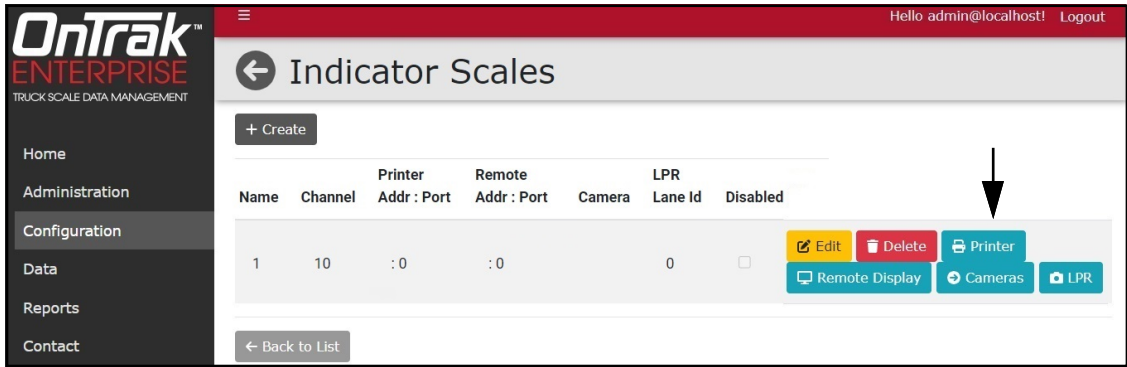 OnTrak™
ENTERPRISE
TRUCK SCALE DATA MANAGEMENT
Home
Administration
Configuration
Data
Reports
Contact
Hello admin@localhost! Logout
Indicator Scales
+ Create
Name Channel Printer Addr : Port Remote Addr : Port Camera LPR Lane Id Disabled
1 10 : 0 : 0 0
Edit Delete Printer
Remote Display Cameras LPR
← Back to List